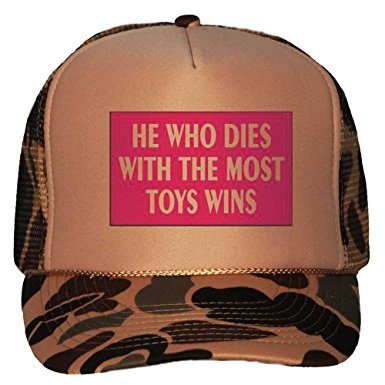 HE WHO DIES
WITH THE MOST
TOYS WINS